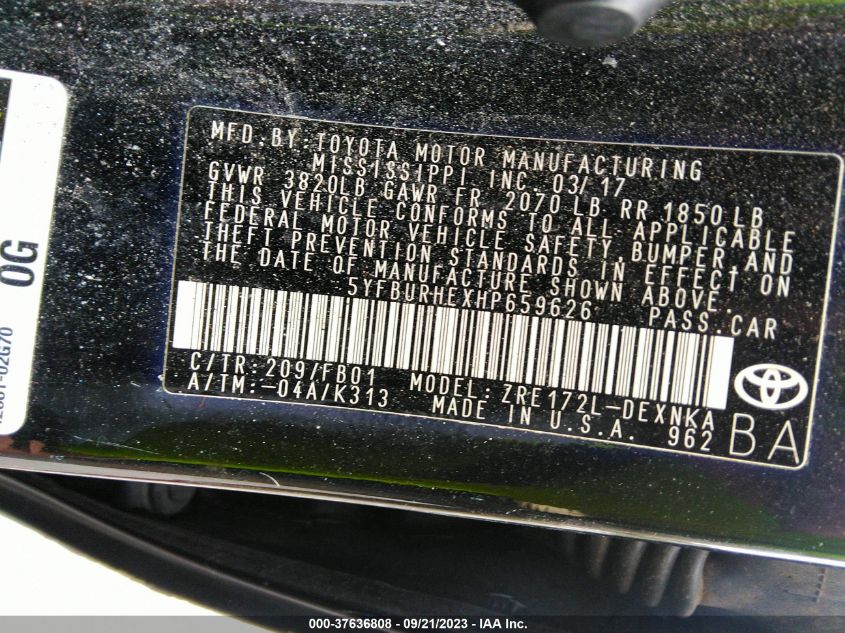 MFD.BY:TOYOTA MOTOR MANUFACTURING
MISSISSIPPI, INC. 03/17
GVWR 3820LB GAWR FR 2070 LB RR 1850 LB
THIS VEHICLE CONFORMS TO ALL APPLICABLE
FEDERAL MOTOR VEHICLE SAFETY,BUMPER,AND
THEFT PREVENTION STANDARDS IN EFFECT ON
THE DATE OF MANUFACTURE SHOWN ABOVE.
5YFBURHEXHP659626 PASS.CAR
C/TR:209/FB01 MODEL:ZRE172L-DEXNKA
A/TM:-04A/K313 MADE IN U.S.A. 962
BA
0G
000-37636808 - 09/21/2023 - IAA Inc.